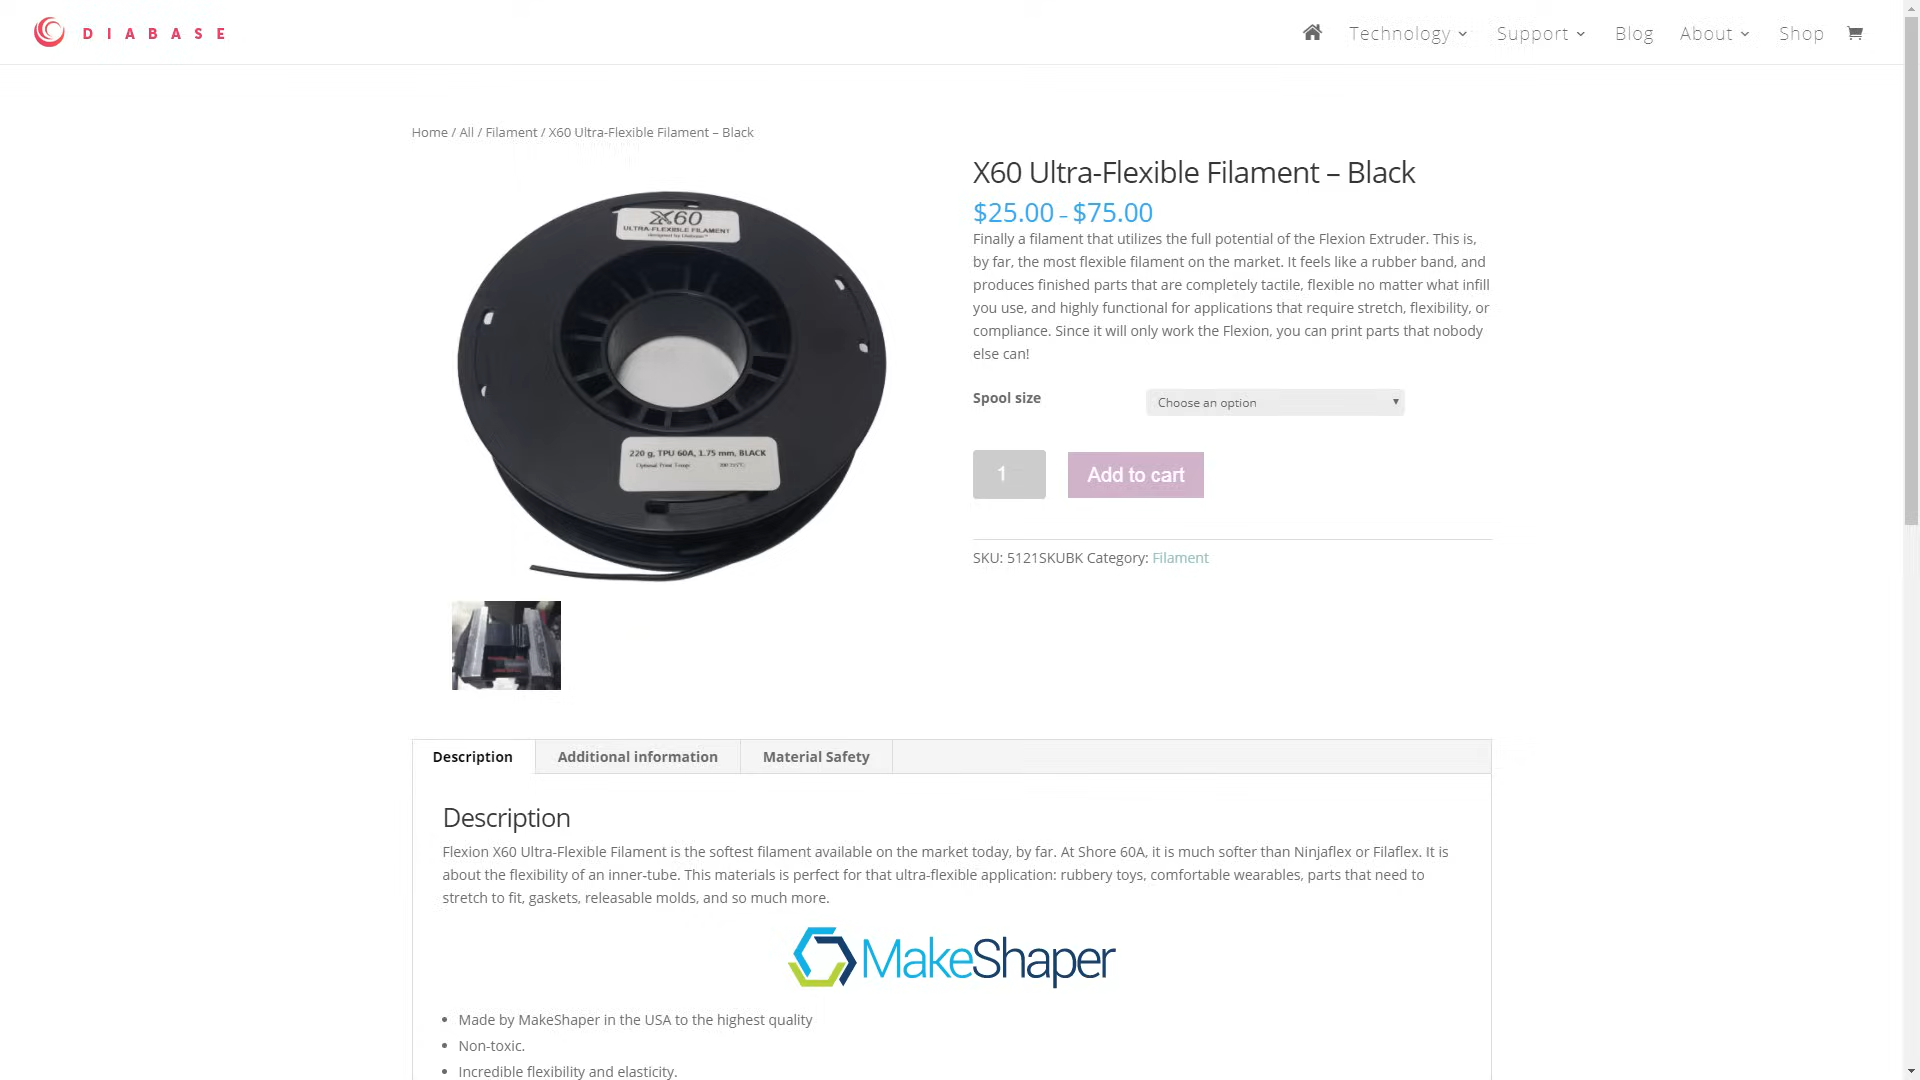 DIABASE
Technology
Support
Blog
About
Shop
Home / All / Filament / X60 Ultra-Flexible Filament – Black
X60 Ultra-Flexible Filament – Black
$25.00 – $75.00
Finally a filament that utilizes the full potential of the Flexion Extruder. This is,
by far, the most flexible filament on the market. It feels like a rubber band, and
produces finished parts that are completely tactile, flexible no matter what infill
you use, and highly functional for applications that require stretch, flexibility, or
compliance. Since it will only work the Flexion, you can print parts that nobody
else can!
Spool size
Choose an option
1
Add to cart
SKU: 5121SKUBK Category: Filament
X60
ULTRA-FLEXIBLE FILAMENT
designed by Diabase™
220 g, TPU 60A, 1.75 mm, BLACK
Optional Print Temp:
Description
Additional information
Material Safety
Description
Flexion X60 Ultra-Flexible Filament is the softest filament available on the market today, by far. At Shore 60A, it is much softer than Ninjaflex or Filaflex. It is
about the flexibility of an inner-tube. This materials is perfect for that ultra-flexible application: rubbery toys, comfortable wearables, parts that need to
stretch to fit, gaskets, releasable molds, and so much more.
MakeShaper
• Made by MakeShaper in the USA to the highest quality
• Non-toxic.
• Incredible flexibility and elasticity.